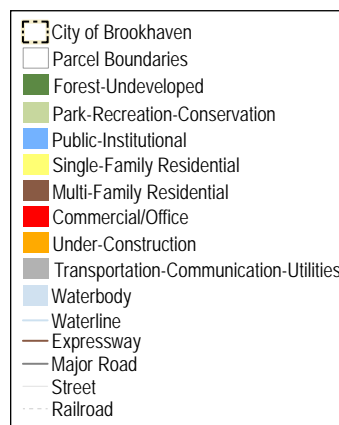 City of Brookhaven
Parcel Boundaries
Forest-Undeveloped
Park-Recreation-Conservation
Public-Institutional
Single-Family Residential
Multi-Family Residential
Commercial/Office
Under-Construction
Transportation-Communication-Utilities
Waterbody
Waterline
Expressway
Major Road
Street
Railroad